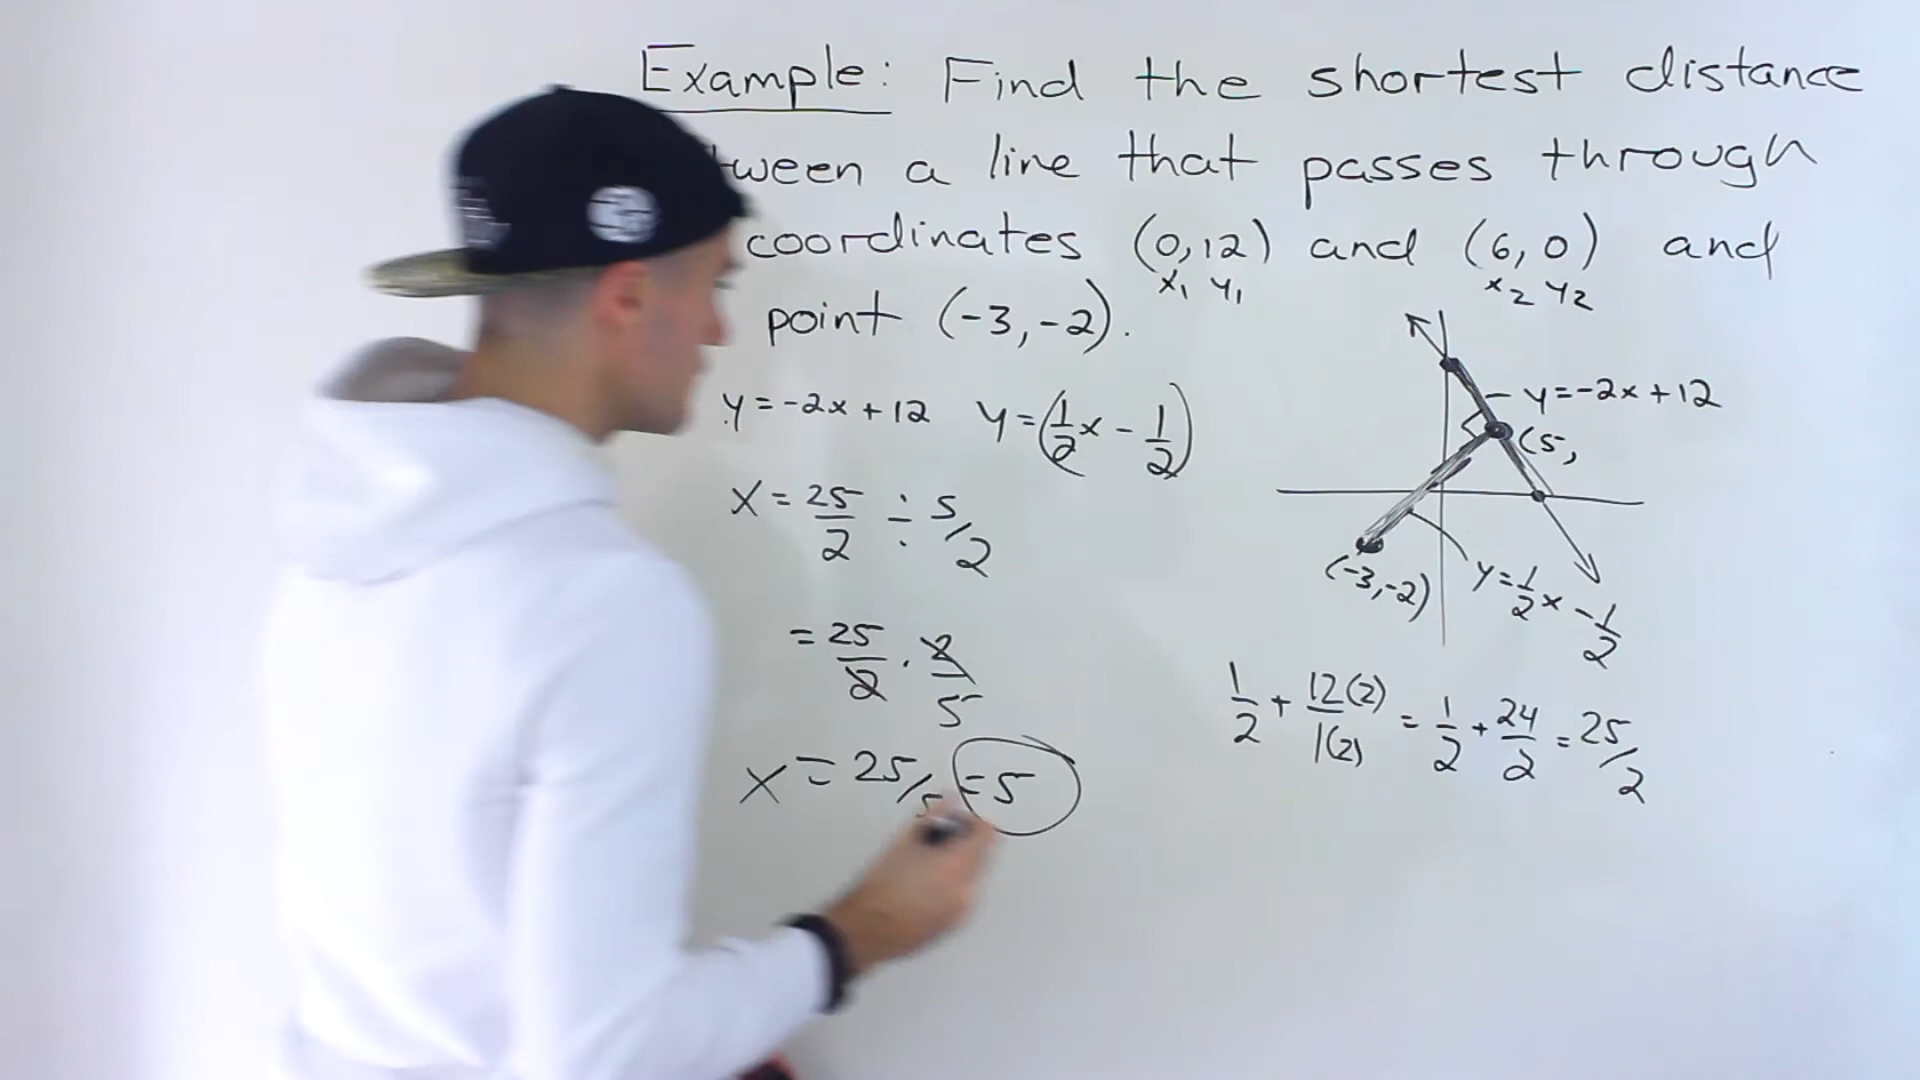 Example: Find the shortest distance
tween a line that passes through
coordinates (0,12) and (6,0) and
x₁ y₁ x₂ y₂
point (-3,-2).
y=-2x+12 y=(1/2x-1/2)
x=25/2÷5/2
=25/2·2/5
x=25/5=5
y=-2x+12
(5,
(-3,-2)
y=1/2x-1/2
1/2+12(2)/1(2)=1/2+24/2=25/2